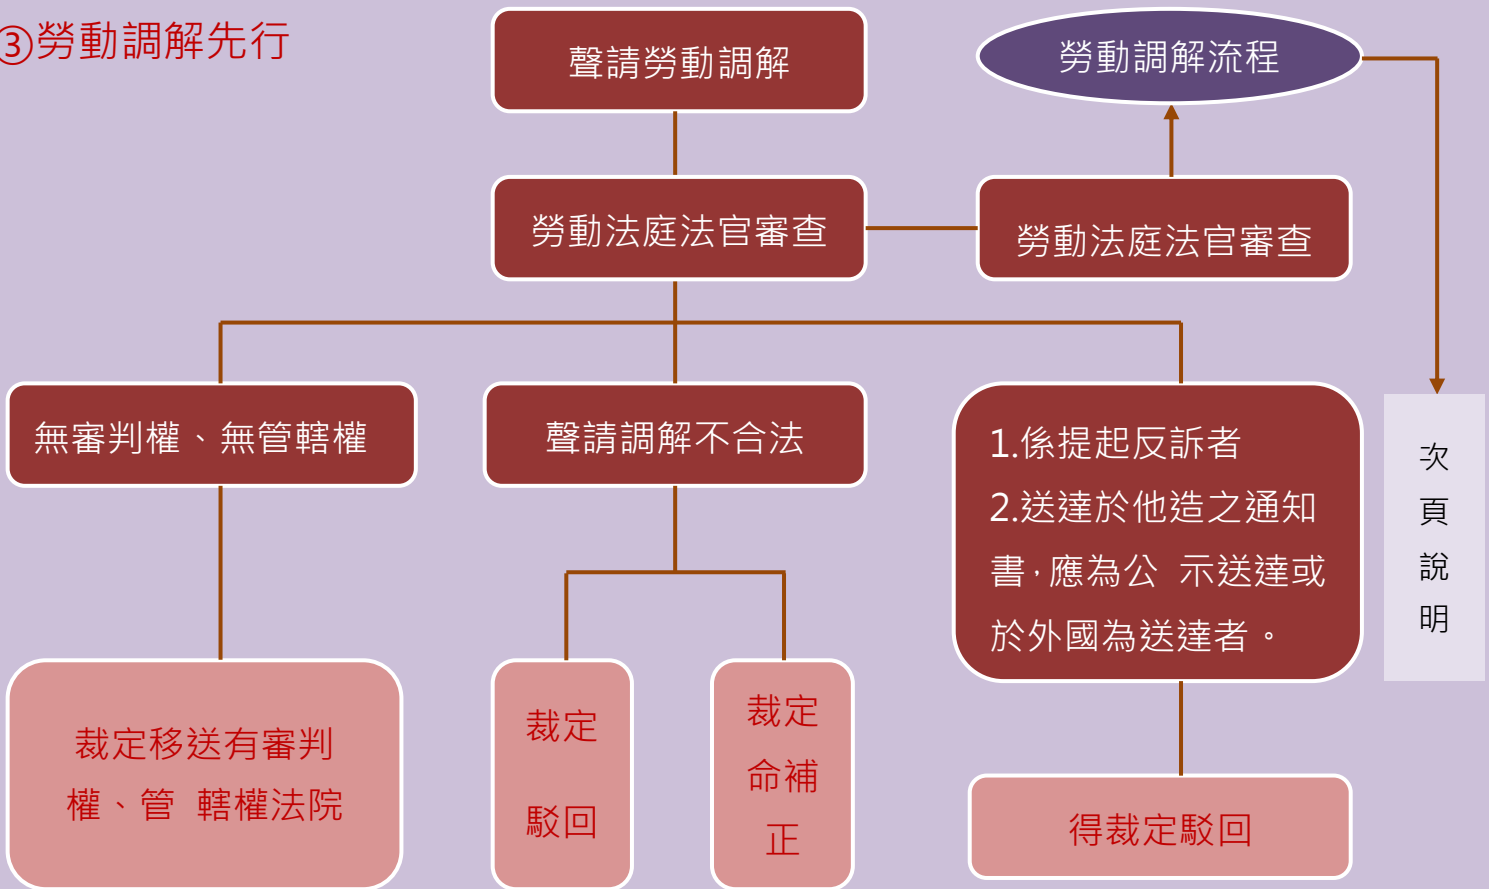 ③勞動調解先行
聲請勞動調解
勞動調解流程
勞動法庭法官審查
勞動法庭法官審查
無審判權、無管轄權
聲請調解不合法
1.係提起反訴者
2.送達於他造之通知
書，應為公 示送達或
於外國為送達者。
次
頁
說
明
裁定移送有審判
權、管 轄權法院
裁定
駁回
裁定
命補
正
得裁定駁回